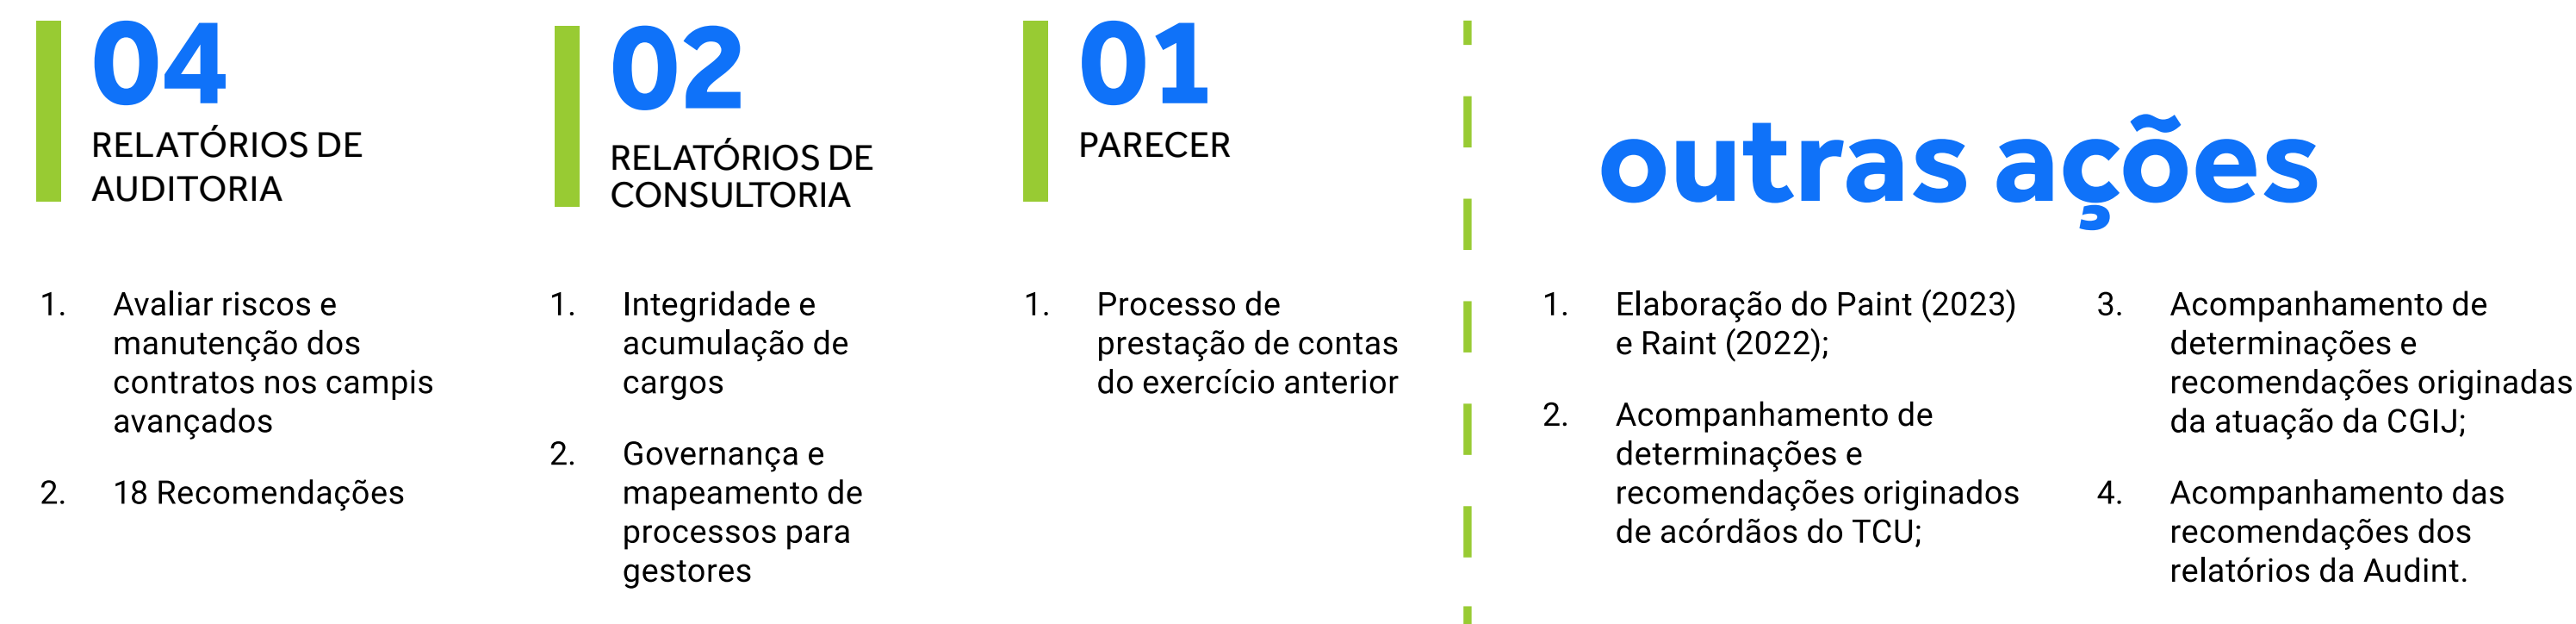 04
RELATÓRIOS DE
AUDITORIA
1. Avaliar riscos e
manutenção dos
contratos nos campis
avançados
2. 18 Recomendações
02
RELATÓRIOS DE
CONSULTORIA
1. Integridade e
acumulação de
cargos
2. Governança e
mapeamento de
processos para
gestores
01
PARECER
1. Processo de
prestação de contas
do exercício anterior
outras ações
1. Elaboração do Paint (2023)
e Raint (2022);
2. Acompanhamento de
determinações e
recomendações originados
de acórdãos do TCU;
3. Acompanhamento de
determinações e
recomendações originadas
da atuação da CGIJ;
4. Acompanhamento das
recomendações dos
relatórios da Audint.